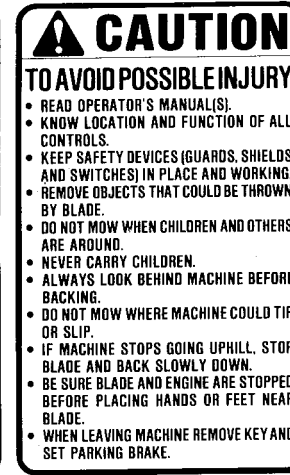 CAUTION
TO AVOID POSSIBLE INJURY
• READ OPERATOR'S MANUAL(S).
• KNOW LOCATION AND FUNCTION OF ALL
CONTROLS.
• KEEP SAFETY DEVICES (GUARDS, SHIELDS
AND SWITCHES) IN PLACE AND WORKING
• REMOVE OBJECTS THAT COULD BE THROWN
BY BLADE.
• DO NOT MOW WHEN CHILDREN AND OTHERS
ARE AROUND.
• NEVER CARRY CHILDREN.
• ALWAYS LOOK BEHIND MACHINE BEFORE
BACKING.
• DO NOT MOW WHERE MACHINE COULD TIP
OR SLIP.
• IF MACHINE STOPS GOING UPHILL, STOP
BLADE AND BACK SLOWLY DOWN.
• BE SURE BLADE AND ENGINE ARE STOPPED
BEFORE PLACING HANDS OR FEET NEAR
BLADE.
• WHEN LEAVING MACHINE REMOVE KEY AND
SET PARKING BRAKE.